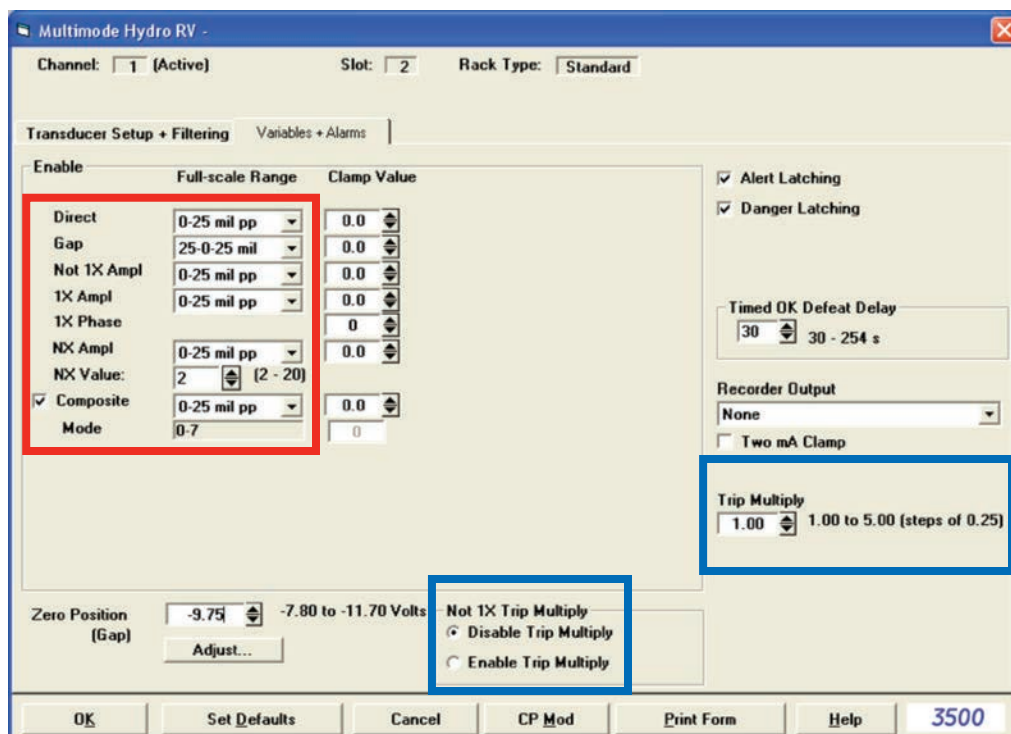 Multimode Hydro RV -
Channel: 1 (Active) Slot: 2 Rack Type: Standard
Transducer Setup + Filtering Variables + Alarms
Enable
Full-scale Range Clamp Value
Direct 0-25 mil pp 0.0
Gap 25-0-25 mil 0.0
Not 1X Ampl 0-25 mil pp 0.0
1X Ampl 0-25 mil pp 0.0
1X Phase 0
NX Ampl 0-25 mil pp 0.0
NX Value: 2 (2 - 20)
Composite 0-25 mil pp 0.0
Mode 0-7 0
Alert Latching
Danger Latching
Timed OK Defeat Delay
30 30 - 254 s
Recorder Output
None
Two mA Clamp
Trip Multiply
1.00 1.00 to 5.00 (steps of 0.25)
Zero Position
(Gap)
-9.75 -7.80 to -11.70 Volts
Adjust...
Not 1X Trip Multiply
Disable Trip Multiply
Enable Trip Multiply
OK Set Defaults Cancel CP Mod Print Form Help 3500